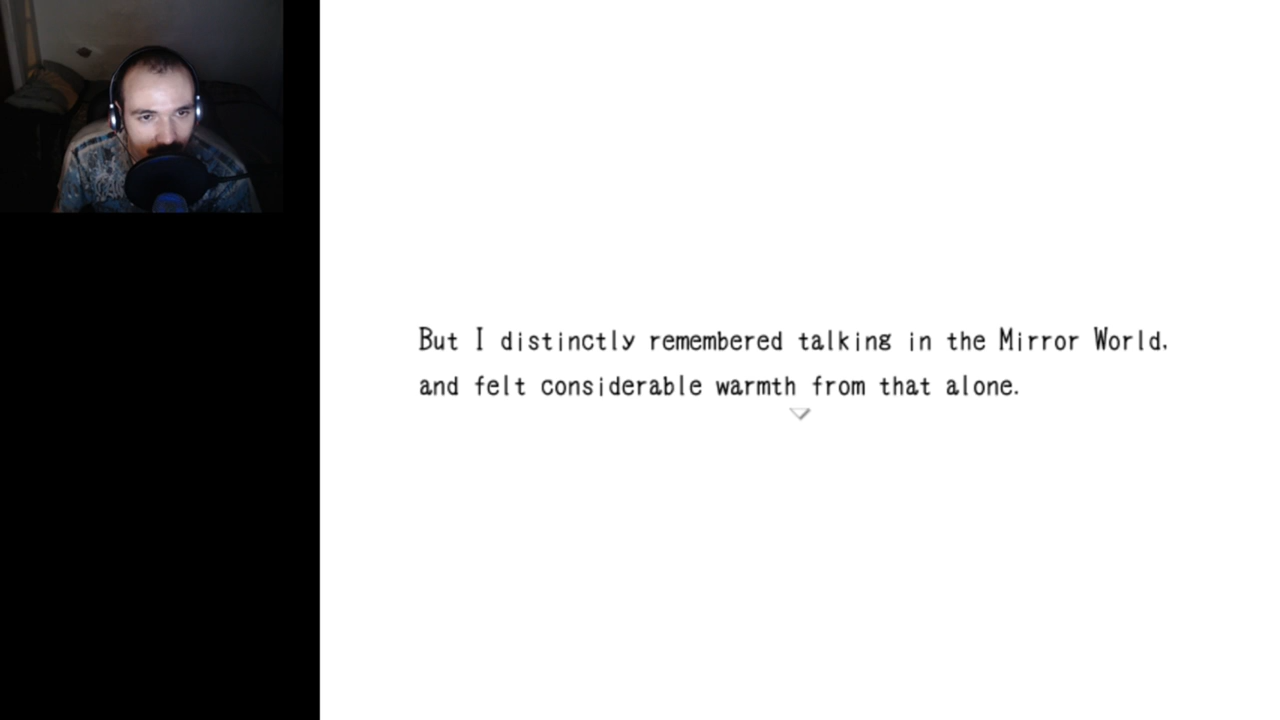 But I distinctly remembered talking in the Mirror World,
and felt considerable warmth from that alone.